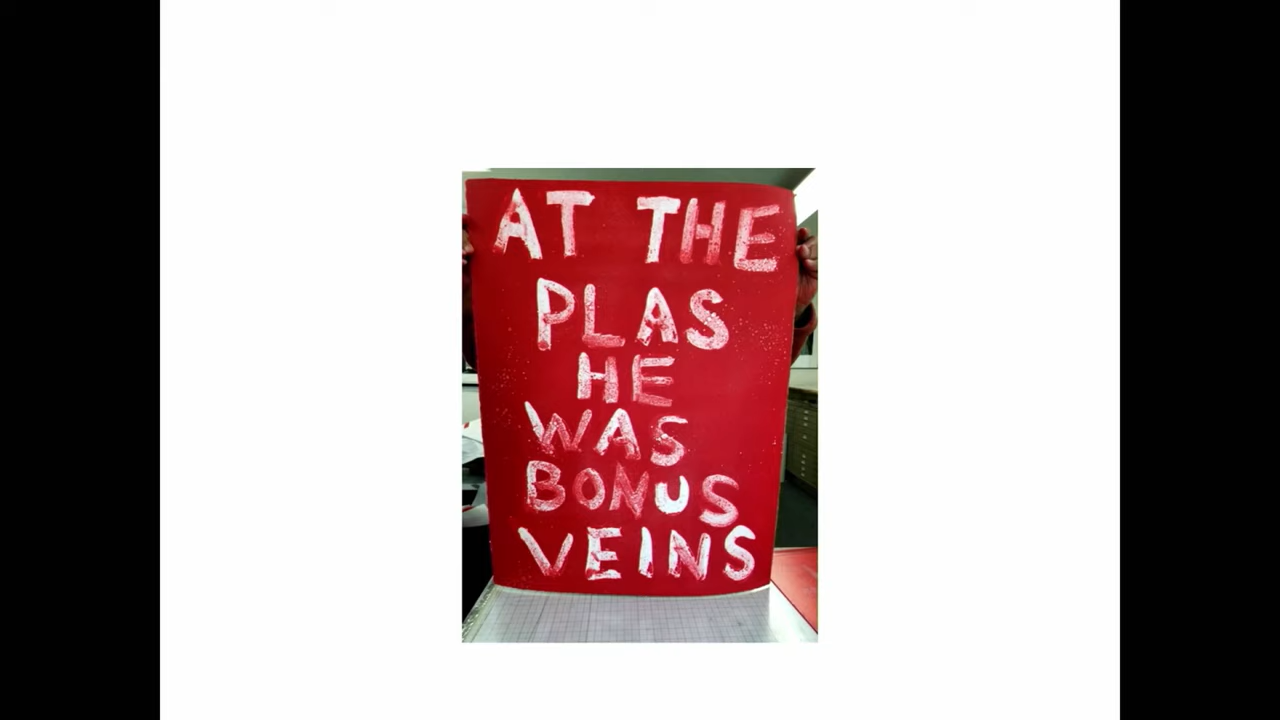 AT THE
PLAS
HE
WAS
BONUS
VEINS